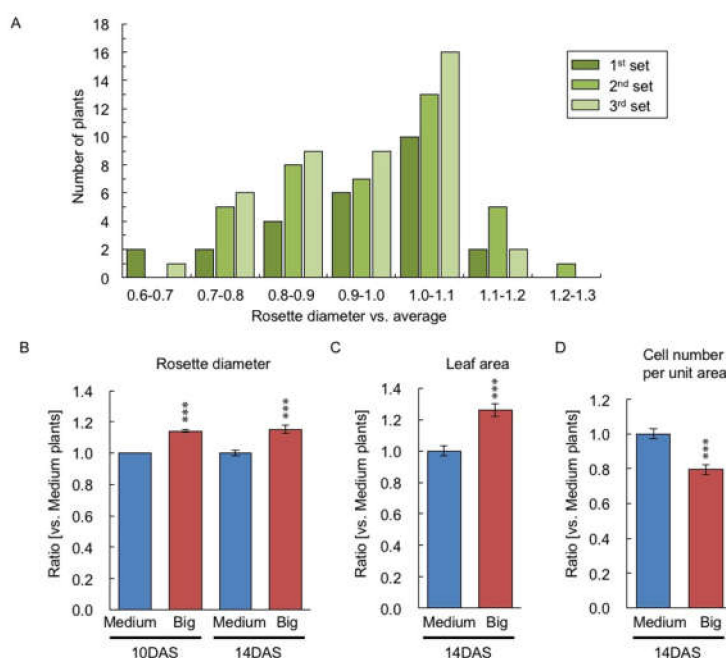 A
18
16
14
12
10
8
6
4
2
0
Number of plants
1st set
2nd set
3rd set
0.6-0.7 0.7-0.8 0.8-0.9 0.9-1.0 1.0-1.1 1.1-1.2 1.2-1.3
Rosette diameter vs. average
B
Rosette diameter
Ratio [vs. Medium plants]
1.4
1.2
1.0
0.8
0.6
0.4
0.2
0.0
***
***
Medium Big Medium Big
10DAS 14DAS
C
Leaf area
Ratio [vs. Medium plants]
1.4
1.2
1.0
0.8
0.6
0.4
0.2
0.0
***
Medium Big
14DAS
D
Cell number
per unit area
Ratio [vs. Medium plants]
1.2
1.0
0.8
0.6
0.4
0.2
0.0
***
Medium Big
14DAS